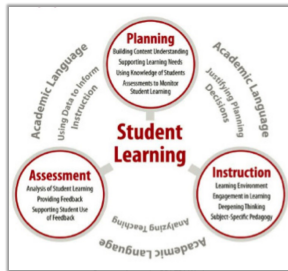 Planning
Building Content Understanding
Supporting Learning Needs
Using Knowledge of Students
Assessments to Monitor
Student Learning
Academic Language
Using Data to Inform
Instruction
Academic Language
Justifying Planning
Decisions
Student
Learning
Assessment
Analysis of Student Learning
Providing Feedback
Supporting Student Use
of Feedback
Instruction
Learning Environment
Engagement in Learning
Deepening Thinking
Subject-Specific Pedagogy
Analyzing Teaching
Academic Language